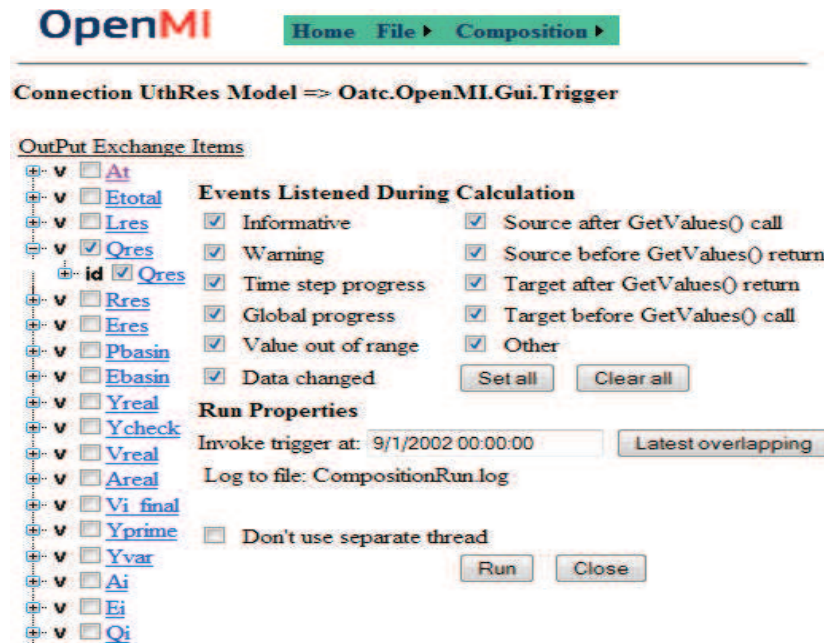 OpenMI
Home File Composition
Connection UthRes Model => Oatc.OpenMI.Gui.Trigger
OutPut Exchange Items
v At
v Etotal
v Lres
v Qres
id Qres
v Rres
v Eres
v Pbasin
v Ebasin
v Yreal
v Ycheck
v Vreal
v Areal
v Vi_final
v Yprime
v Yvar
v Ai
v Ei
v Qi
Events Listened During Calculation
Informative
Warning
Time step progress
Global progress
Value out of range
Data changed
Source after GetValues() call
Source before GetValues() return
Target after GetValues() return
Target before GetValues() call
Other
Set all Clear all
Run Properties
Invoke trigger at: 9/1/2002 00:00:00 Latest overlapping
Log to file: CompositionRun.log
Don't use separate thread
Run Close